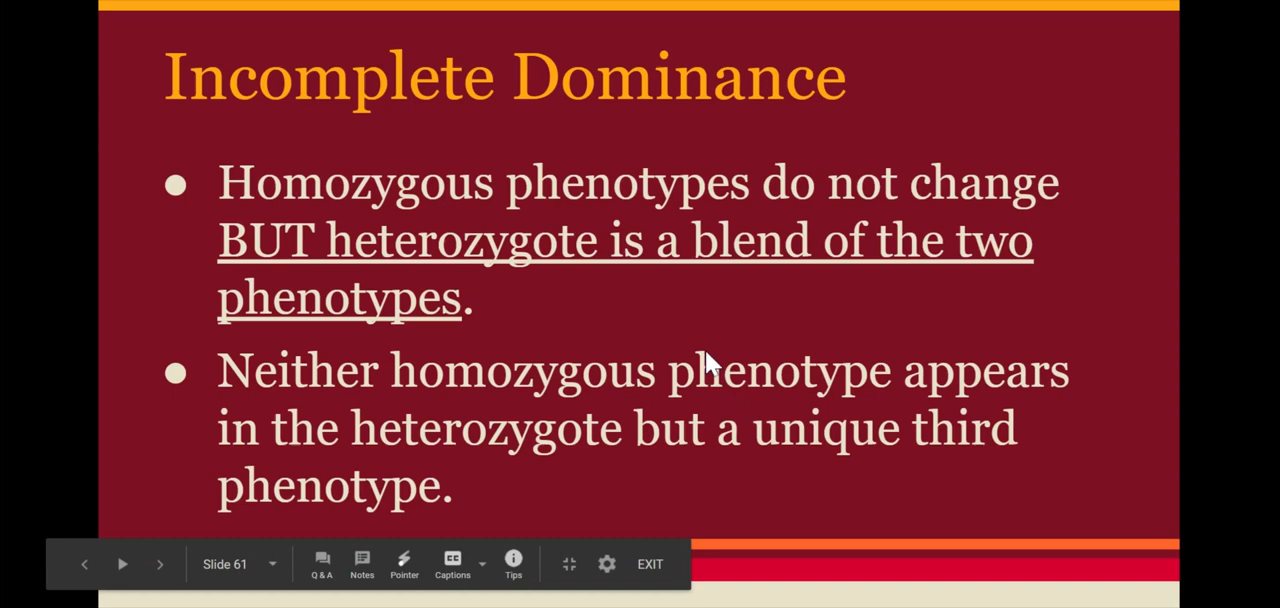 Incomplete Dominance
● Homozygous phenotypes do not change
BUT heterozygote is a blend of the two
phenotypes.
● Neither homozygous phenotype appears
in the heterozygote but a unique third
phenotype.
Slide 61
Q & A
Notes
Pointer
Captions
Tips
EXIT